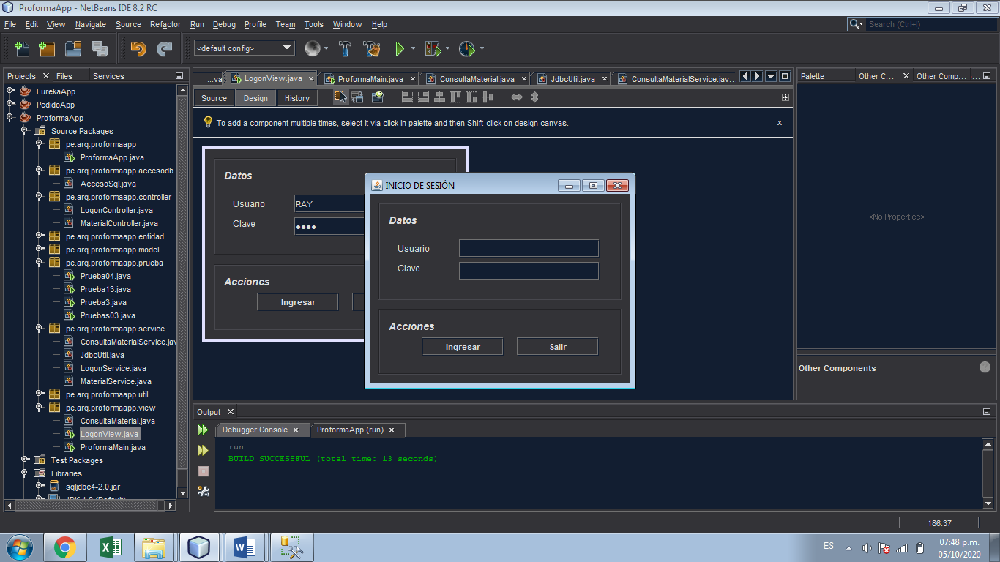 ProformaApp - NetBeans IDE 8.2 RC
File Edit View Navigate Source Refactor Run Debug Profile Team Tools Window Help
Search (Ctrl+I)
<default config>
Projects Files Services
EurekaApp
PedidoApp
ProformaApp
Source Packages
pe.arq.proformaapp
ProformaApp.java
pe.arq.proformaapp.accesodb
AccesoSql.java
pe.arq.proformaapp.controller
LogonController.java
MaterialController.java
pe.arq.proformaapp.entidad
pe.arq.proformaapp.model
pe.arq.proformaapp.prueba
Prueba04.java
Prueba13.java
Prueba3.java
Pruebas03.java
pe.arq.proformaapp.service
ConsultaMaterialService.jav
JdbcUtil.java
LogonService.java
MaterialService.java
pe.arq.proformaapp.util
pe.arq.proformaapp.view
ConsultaMaterial.java
LogonView.java
ProformaMain.java
Test Packages
Libraries
sqljdbc4-2.0.jar
JDK 1.8 (Default)
...va LogonView.java ProformaMain.java ConsultaMaterial.java JdbcUtil.java ConsultaMaterialService.jav...
Source Design History
To add a component multiple times, select it via click in palette and then Shift-click on design canvas.
x
Datos
Usuario RAY
Clave ●●●●
Acciones
Ingresar
INICIO DE SESIÓN
Datos
Usuario
Clave
Acciones
Ingresar Salir
Palette Other C... Other Comp...
<No Properties>
Other Components
Output
Debugger Console ProformaApp (run)
run:
BUILD SUCCESSFUL (total time: 13 seconds)
186:37
ES
07:48 p.m.
05/10/2020